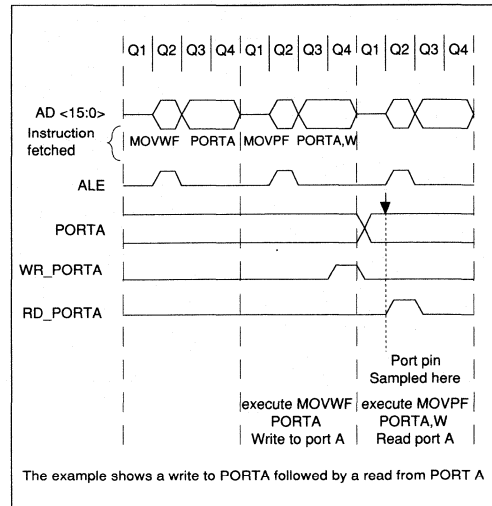 Q1 Q2 Q3 Q4 Q1 Q2 Q3 Q4 Q1 Q2 Q3 Q4
AD <15:0>
Instruction
fetched
MOVWF PORTA MOVPF PORTA,W
ALE
PORTA
WR_PORTA
RD_PORTA
Port pin
Sampled here
execute MOVWF
PORTA
Write to port A
execute MOVPF
PORTA,W
Read port A
The example shows a write to PORTA followed by a read from PORT A